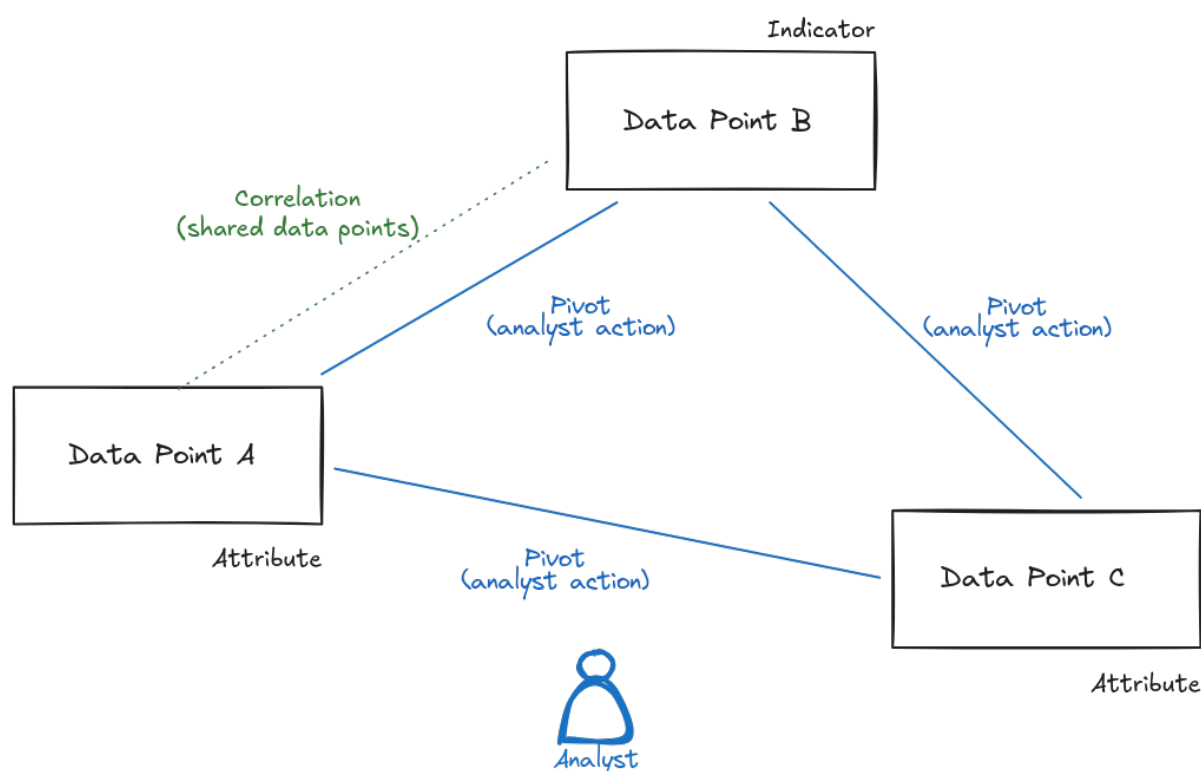 Indicator
Data Point B
Correlation
(shared data points)
Pivot
(analyst action)
Pivot
(analyst action)
Data Point A
Attribute
Pivot
(analyst action)
Data Point C
Attribute
Analyst